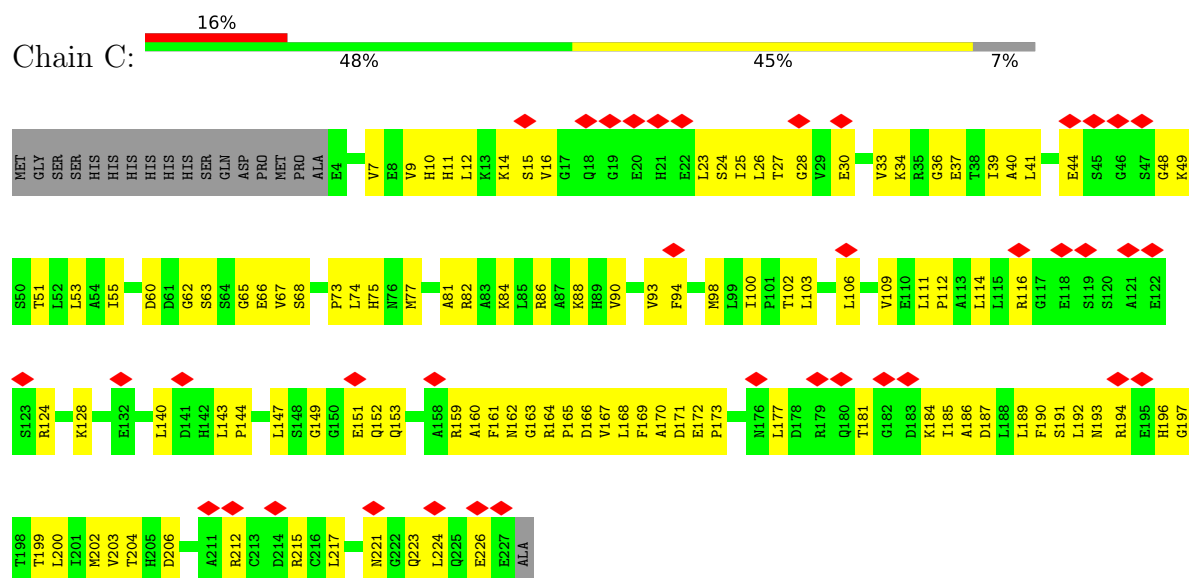 16%
Chain C:
48% 45% 7%
MET GLY SER SER HIS HIS HIS HIS HIS HIS SER GLN ASP PRO MET PRO ALA E4 V7 E8 V9 H10 H11 L12 K13 K14 S15 V16 G17 Q18 G19 E20 H21 E22 L23 S24 I25 L26 T27 G28 V29 E30 V33 K34 R35 G36 E37 T38 I39 A40 L41 E44 S45 G46 S47 G48 K49
S50 T51 L52 L53 A54 I55 D60 D61 G62 S63 S64 G65 E66 V67 S68 P73 L74 H75 N76 M77 A81 R82 A83 K84 L85 R86 A87 K88 H89 V90 V93 F94 M98 L99 I100 P101 T102 L103 L106 V109 E110 L111 P112 A113 L114 L115 R116 G117 E118 S119 S120 A121 E122
S123 R124 K128 E132 L140 D141 H142 L143 P144 L147 S148 G149 G150 E151 Q152 Q153 A158 R159 A160 F161 N162 G163 R164 P165 D166 V167 L168 F169 A170 D171 E172 P173 N176 L177 D178 R179 Q180 T181 G182 D183 K184 I185 A186 D187 L188 L189 F190 S191 L192 N193 R194 E195 H196 G197
T198 T199 L200 I201 M202 V203 T204 H205 D206 A211 R212 C213 D214 R215 C216 L217 N221 G222 Q223 L224 Q225 E226 E227 ALA